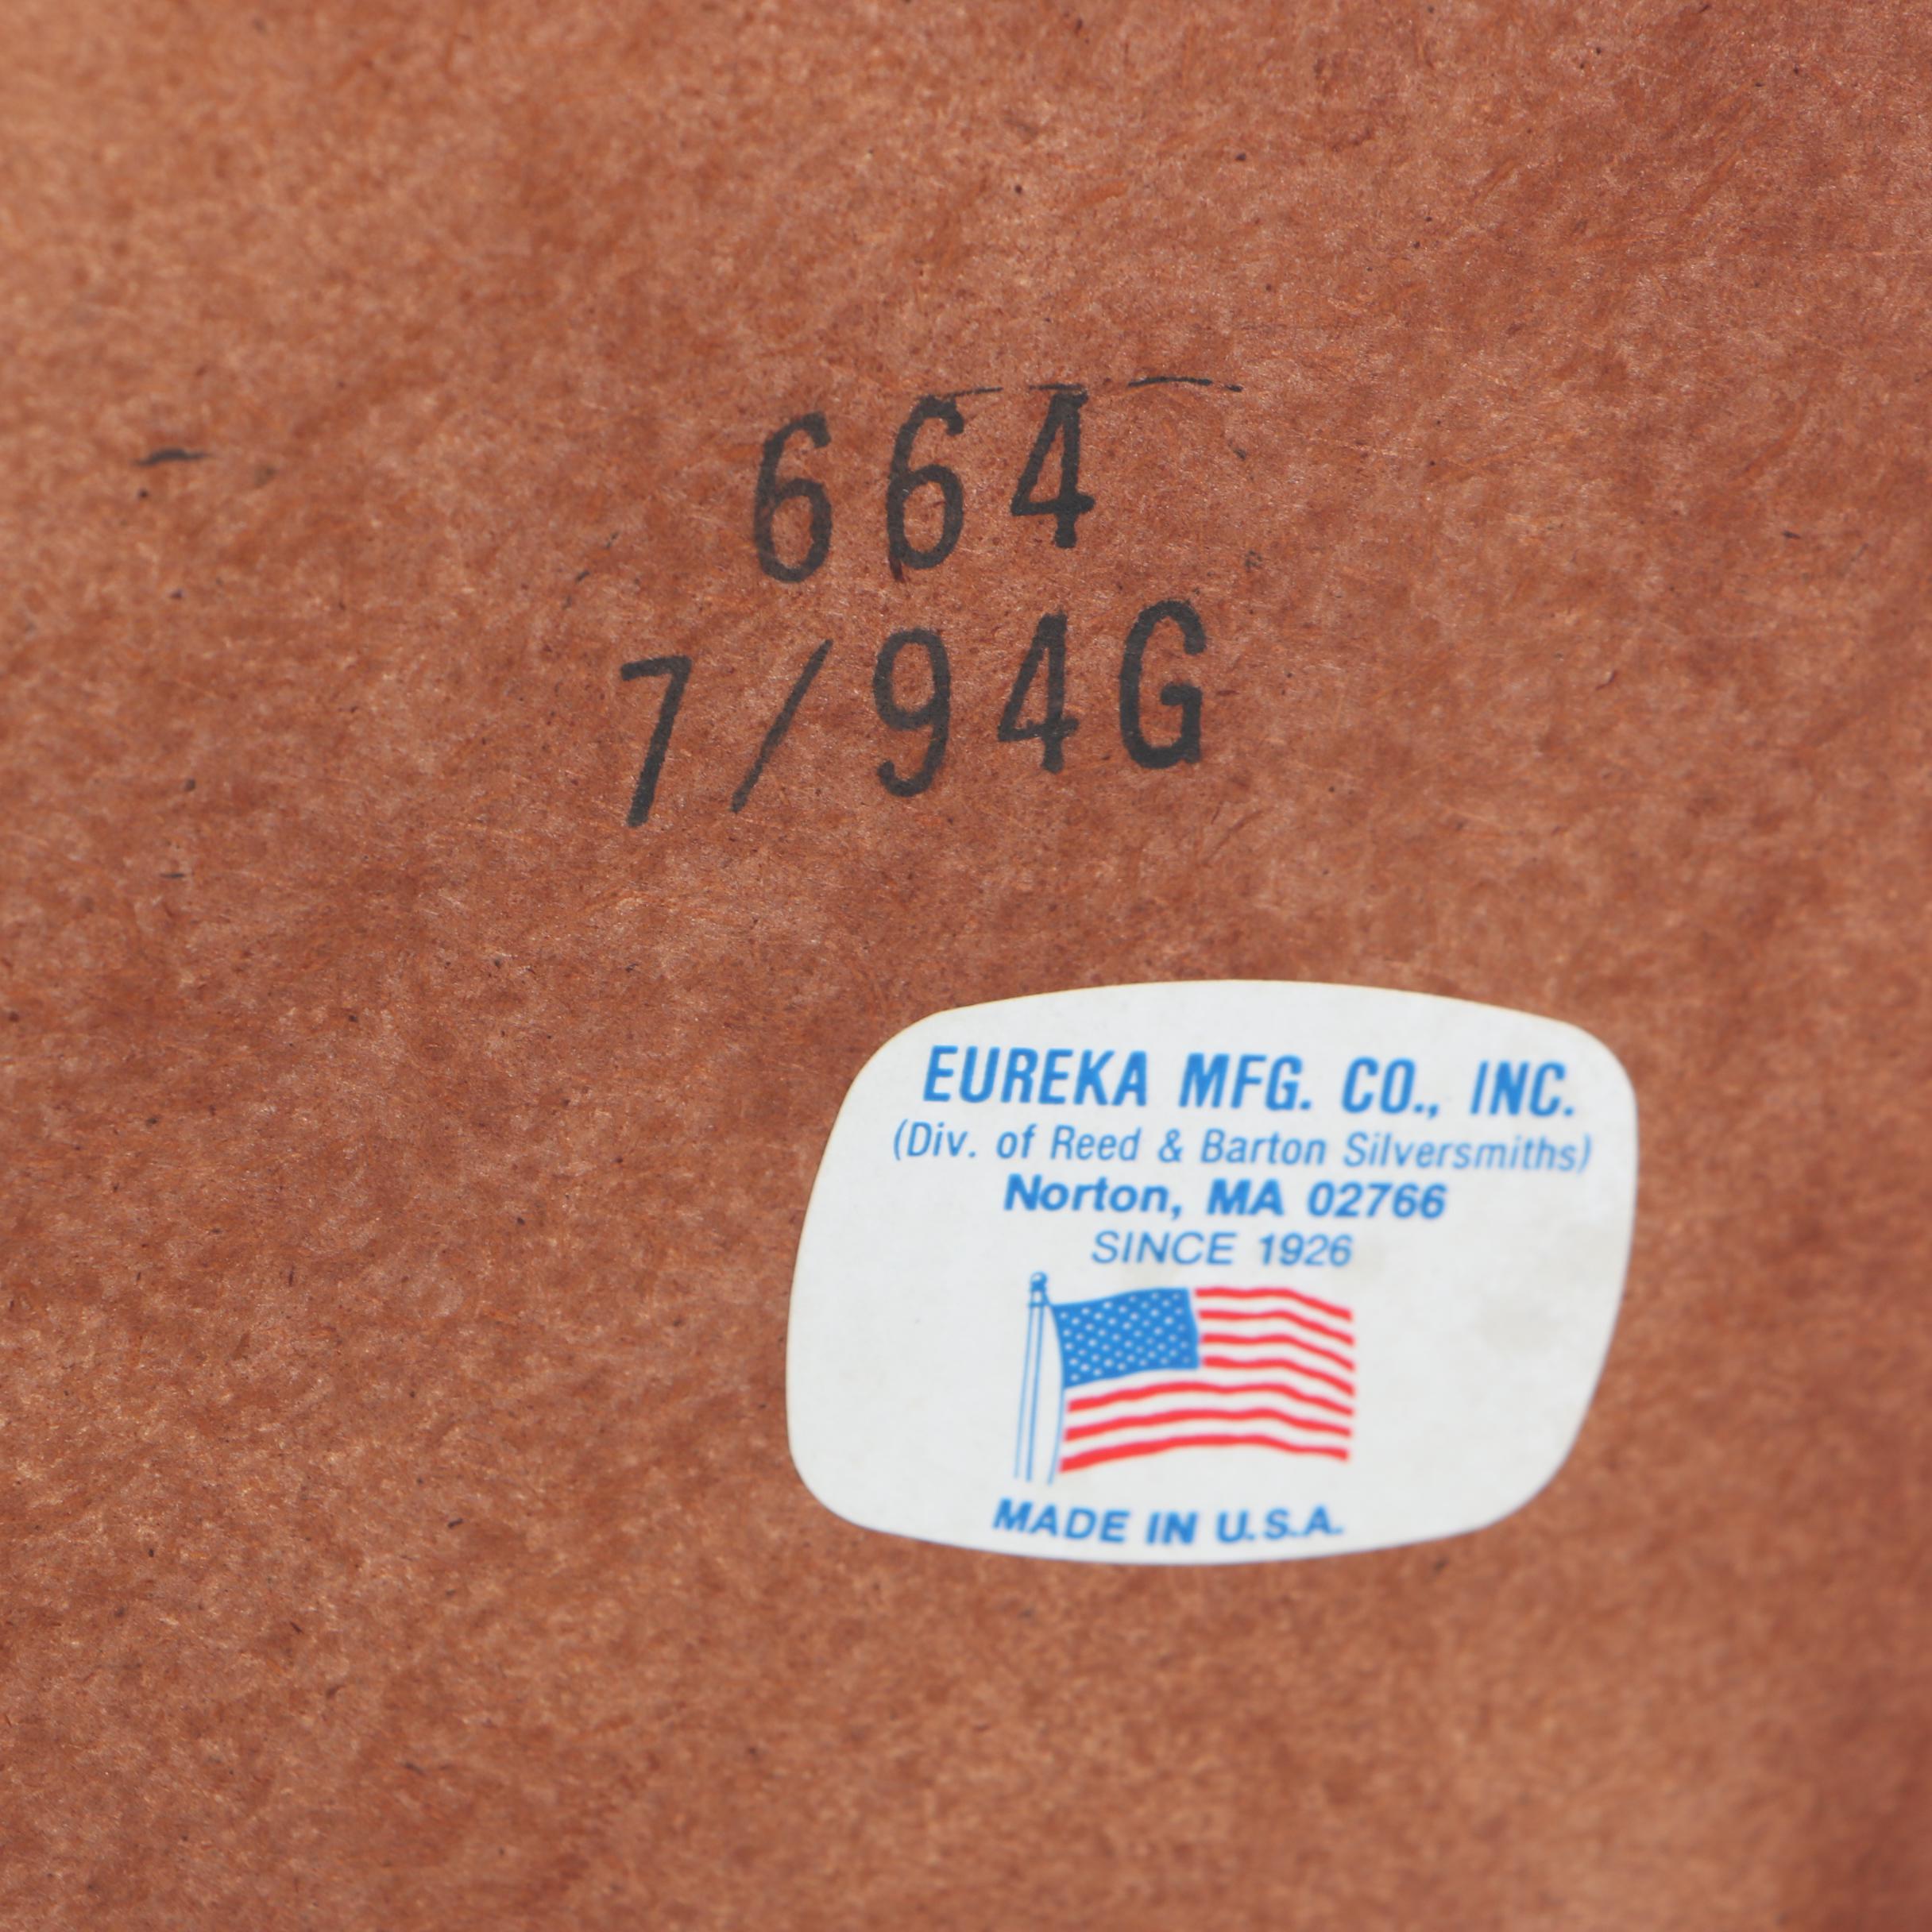 664
7/94G
EUREKA MFG. CO., INC.
(Div. of Reed & Barton Silversmiths)
Norton, MA 02766
SINCE 1926
MADE IN U.S.A.